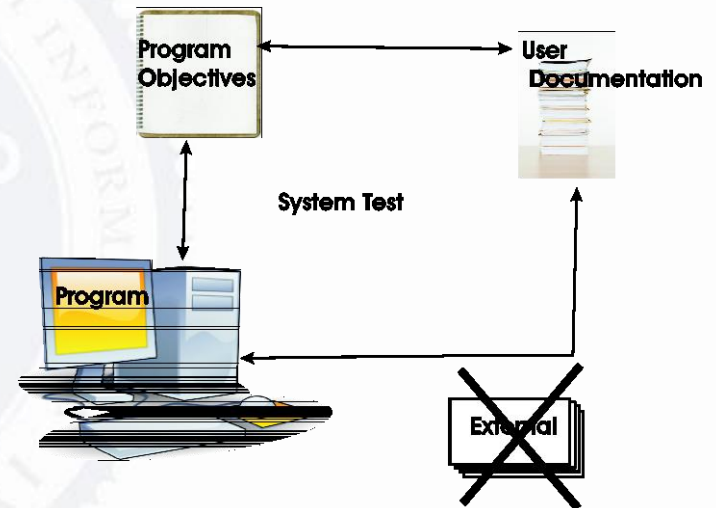 Program
Objectives
User
Documentation
System Test
Program
External